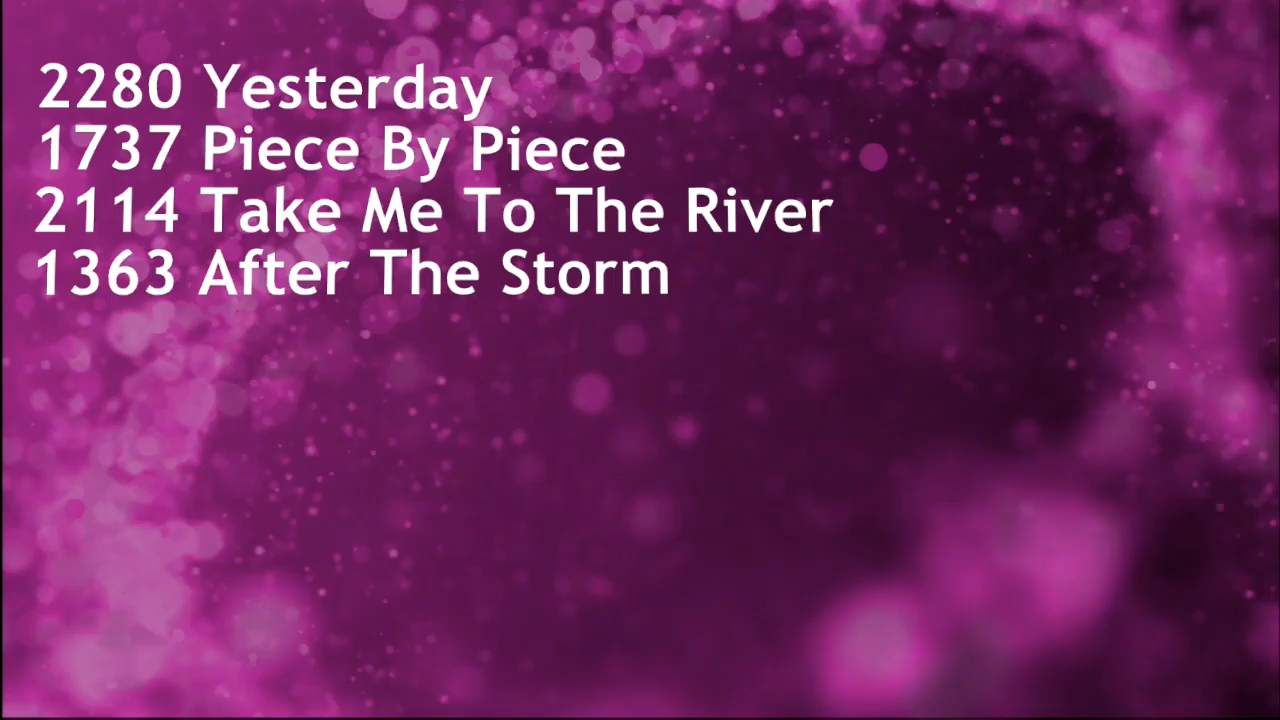 2280 Yesterday
1737 Piece By Piece
2114 Take Me To The River
1363 After The Storm